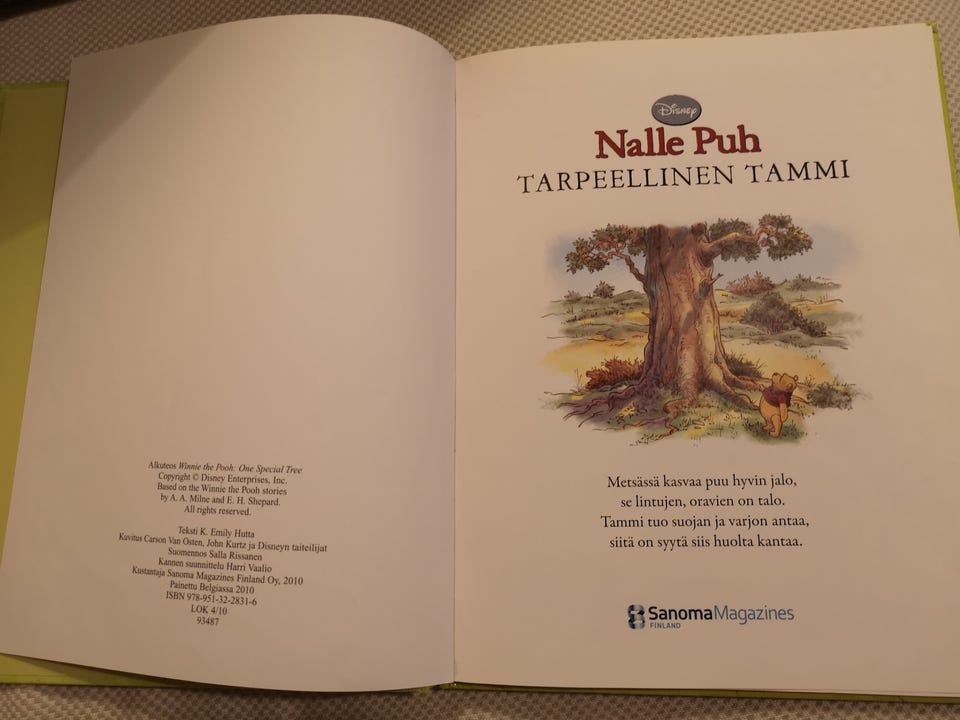 Alkuteos Winnie the Pooh: One Special Tree
Copyright © Disney Enterprises, Inc.
Based on the Winnie the Pooh stories
by A. A. Milne and E. H. Shepard.
All rights reserved.
Teksti K. Emily Hutta
Kuvitus Carson Van Osten, John Kurtz ja Disneyn taiteilijat
Suomennos Salla Rissanen
Kannen suunnittelu Harri Vaalio
Kustantaja Sanoma Magazines Finland Oy, 2010
Painettu Belgiassa 2010
ISBN 978-951-32-2831-6
LOK 4/10
93487
Disney
Nalle Puh
TARPEELLINEN TAMMI
Metsässä kasvaa puu hyvin jalo,
se lintujen, oravien on talo.
Tammi tuo suojan ja varjon antaa,
siitä on syytä siis huolta kantaa.
SanomaMagazines
FINLAND